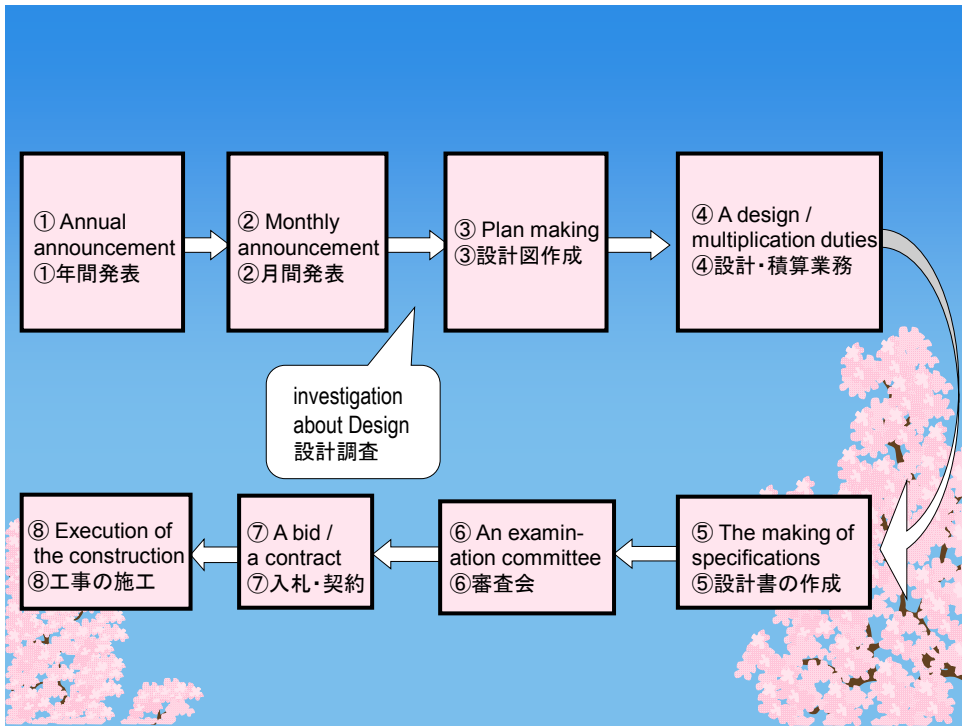 ① Annual
announcement
①年間発表
② Monthly
announcement
②月間発表
③ Plan making
③設計図作成
④ A design /
multiplication duties
④設計・積算業務
investigation
about Design
設計調査
⑤ The making of
specifications
⑤設計書の作成
⑥ An examin-
ation committee
⑥審査会
⑦ A bid /
a contract
⑦入札・契約
⑧ Execution of
the construction
⑧工事の施工